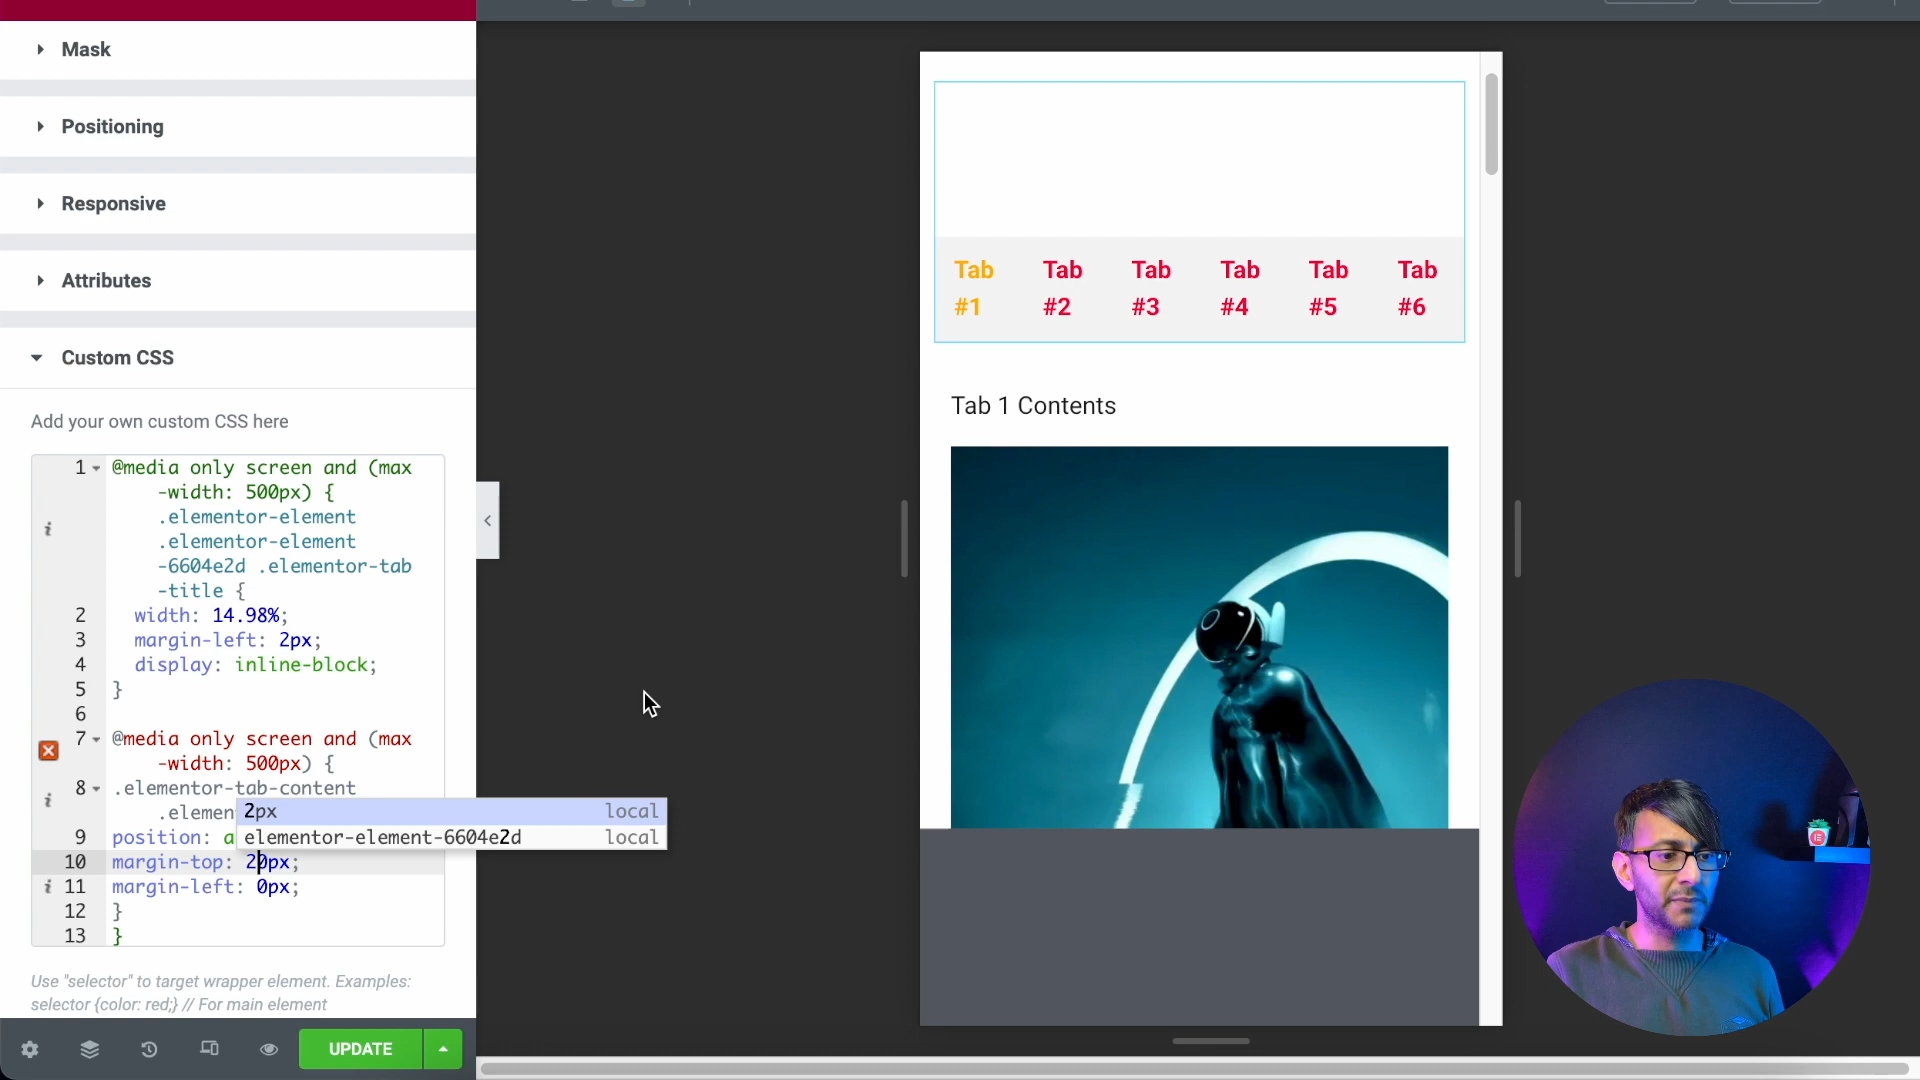 Mask
Positioning
Responsive
Attributes
Custom CSS
Add your own custom CSS here
1 @media only screen and (max
-width: 500px) {
.elementor-element
.elementor-element
-6604e2d .elementor-tab
-title {
2 width: 14.98%;
3 margin-left: 2px;
4 display: inline-block;
5 }
6
7 @media only screen and (max
-width: 500px) {
8 .elementor-tab-content
.elemen
2px local
9 position: a
elementor-element-6604e2d local
10 margin-top: 20px;
11 margin-left: 0px;
12 }
13 }
Use "selector" to target wrapper element. Examples:
selector {color: red;} // For main element
UPDATE
Tab #1
Tab #2
Tab #3
Tab #4
Tab #5
Tab #6
Tab 1 Contents